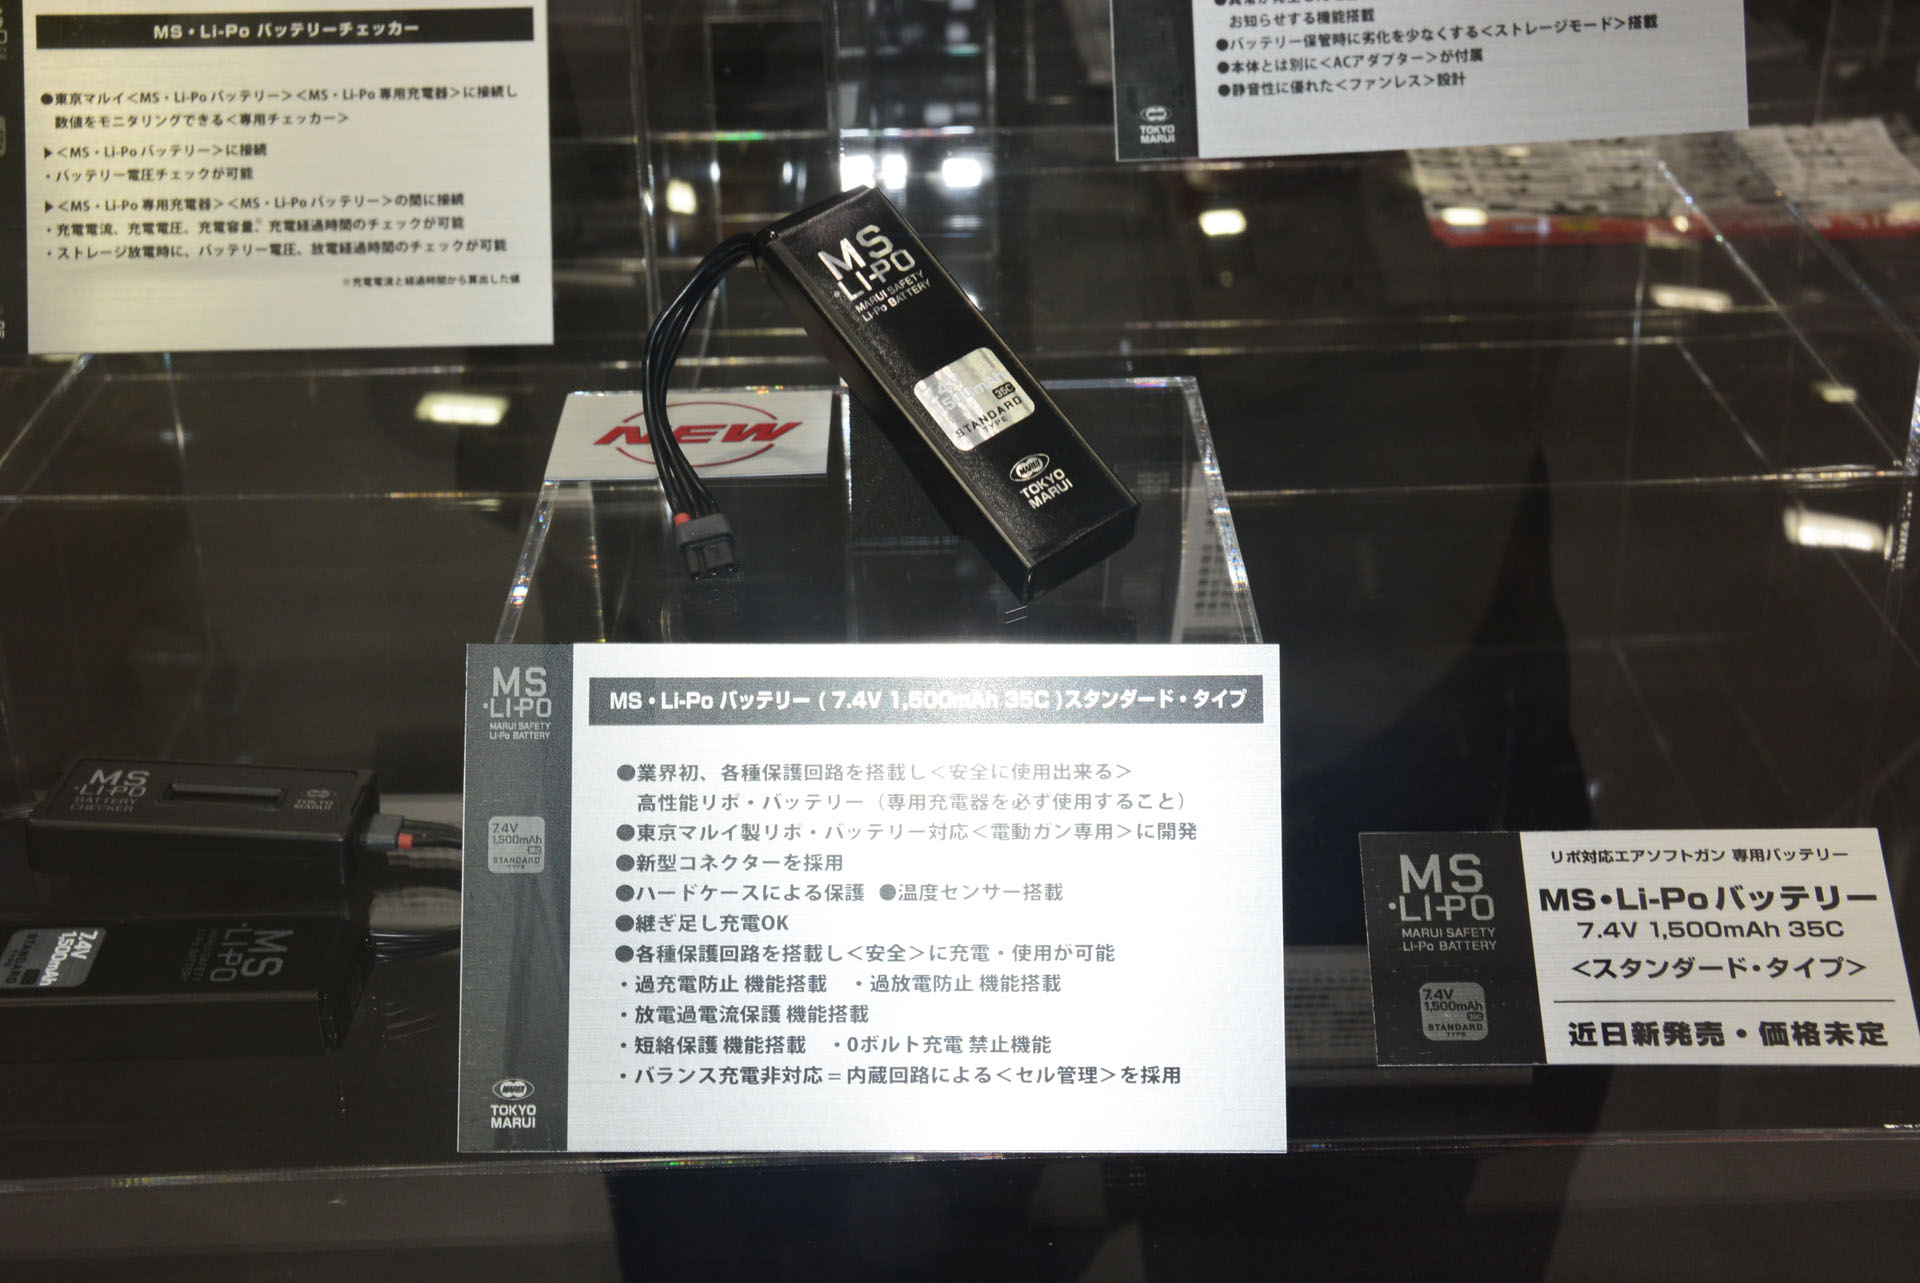 MS・Li-Po バッテリーチェッカー
●東京マルイ＜MS・Li-Po バッテリー＞＜MS・Li-Po 専用充電器＞に接続し
数値をモニタリングできる＜専用チェッカー＞
▶＜MS・Li-Po バッテリー＞に接続
・バッテリー電圧チェックが可能
▶＜MS・Li-Po 専用充電器＞＜MS・Li-Po バッテリー＞の間に接続
・充電電流、充電電圧、充電容量※、充電経過時間のチェックが可能
・ストレージ放電時に、バッテリー電圧、放電経過時間のチェックが可能
※充電電流と経過時間から算出した値
お知らせする機能搭載
●バッテリー保管時に劣化を少なくする＜ストレージモード＞搭載
●本体とは別に＜ACアダプター＞が付属
●静音性に優れた＜ファンレス＞設計
TOKYO
MARUI
MS
・LI-PO
MARUI SAFETY
Li-Po BATTERY
7.4V
1,500mAh
35C
STANDARD
TYPE
MARUI
TOKYO
MARUI
NEW
MS
・LI-PO
BATTERY
CHECKER
TOKYO
MARUI
MS
・LI-PO
MARUI SAFETY
Li-Po BATTERY
7.4V
1,500mAh
STANDARD
MS
・LI-PO
MARUI SAFETY
Li-Po BATTERY
7.4V
1,500mAh
35C
STANDARD
TYPE
MARUI
TOKYO
MARUI
MS・Li-Po バッテリー ( 7.4V 1,500mAh 35C )スタンダード・タイプ
●業界初、各種保護回路を搭載し＜安全に使用出来る＞
高性能リポ・バッテリー（専用充電器を必ず使用すること）
●東京マルイ製リポ・バッテリー対応＜電動ガン専用＞に開発
●新型コネクターを採用
●ハードケースによる保護 ●温度センサー搭載
●継ぎ足し充電OK
●各種保護回路を搭載し＜安全＞に充電・使用が可能
・過充電防止 機能搭載 ・過放電防止 機能搭載
・放電過電流保護 機能搭載
・短絡保護 機能搭載 ・0ボルト充電 禁止機能
・バランス充電非対応＝内蔵回路による＜セル管理＞を採用
MS
・LI-PO
MARUI SAFETY
Li-Po BATTERY
7.4V
1,500mAh
35C
STANDARD
TYPE
リポ対応エアソフトガン 専用バッテリー
MS・Li-Po バッテリー
7.4V 1,500mAh 35C
＜スタンダード・タイプ＞
近日新発売・価格未定